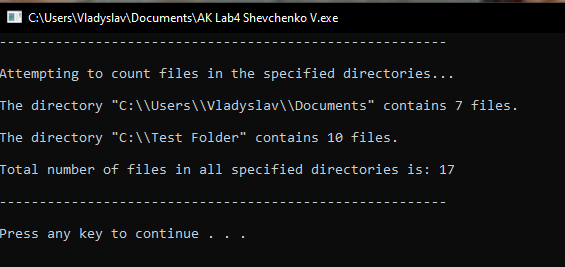 C:\Users\Vladyslav\Documents\AK Lab4 Shevchenko V.exe
--------------------------------------------------------
Attempting to count files in the specified directories...
The directory "C:\\Users\\Vladyslav\\Documents" contains 7 files.
The directory "C:\\Test Folder" contains 10 files.
Total number of files in all specified directories is: 17
--------------------------------------------------------
Press any key to continue . . .